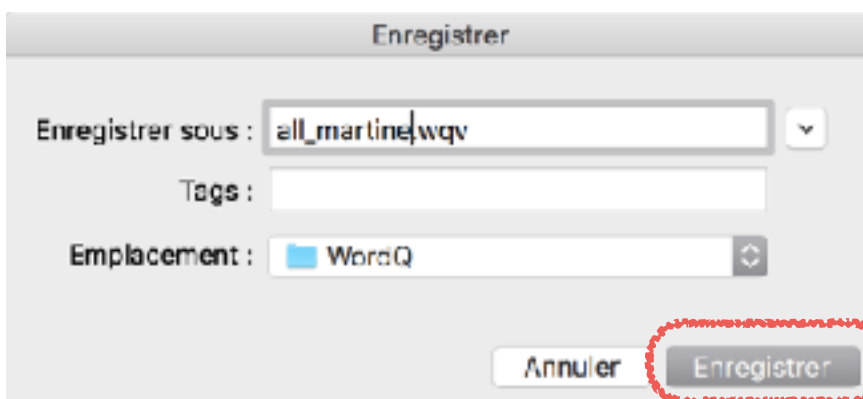 Enregistrer
Enregistrer sous : all_martine.wqv
Tags :
Emplacement : WordQ
Annuler Enregistrer